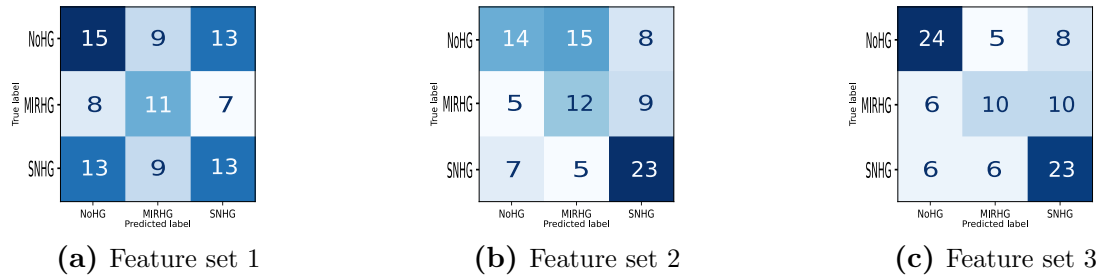 True label
NoHG 15 9 13
MIRHG 8 11 7
SNHG 13 9 13
NoHG MIRHG SNHG
Predicted label
(a) Feature set 1
True label
NoHG 14 15 8
MIRHG 5 12 9
SNHG 7 5 23
NoHG MIRHG SNHG
Predicted label
(b) Feature set 2
True label
NoHG 24 5 8
MIRHG 6 10 10
SNHG 6 6 23
NoHG MIRHG SNHG
Predicted label
(c) Feature set 3